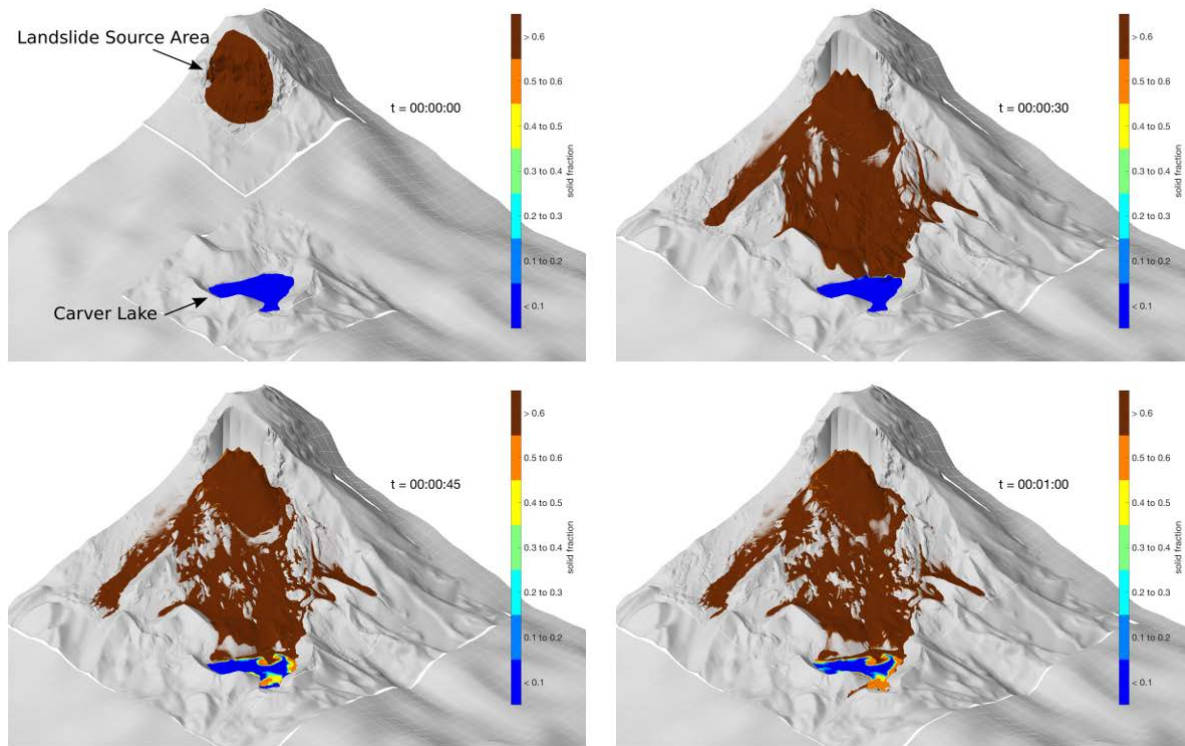 Landslide Source Area
t = 00:00:00
Carver Lake
> 0.6
0.5 to 0.6
0.4 to 0.5
0.3 to 0.4
0.2 to 0.3
0.1 to 0.2
< 0.1
solid fraction
t = 00:00:30
> 0.6
0.5 to 0.6
0.4 to 0.5
0.3 to 0.4
0.2 to 0.3
0.1 to 0.2
< 0.1
solid fraction
t = 00:00:45
> 0.6
0.5 to 0.6
0.4 to 0.5
0.3 to 0.4
0.2 to 0.3
0.1 to 0.2
< 0.1
solid fraction
t = 00:01:00
> 0.6
0.5 to 0.6
0.4 to 0.5
0.3 to 0.4
0.2 to 0.3
0.1 to 0.2
< 0.1
solid fraction